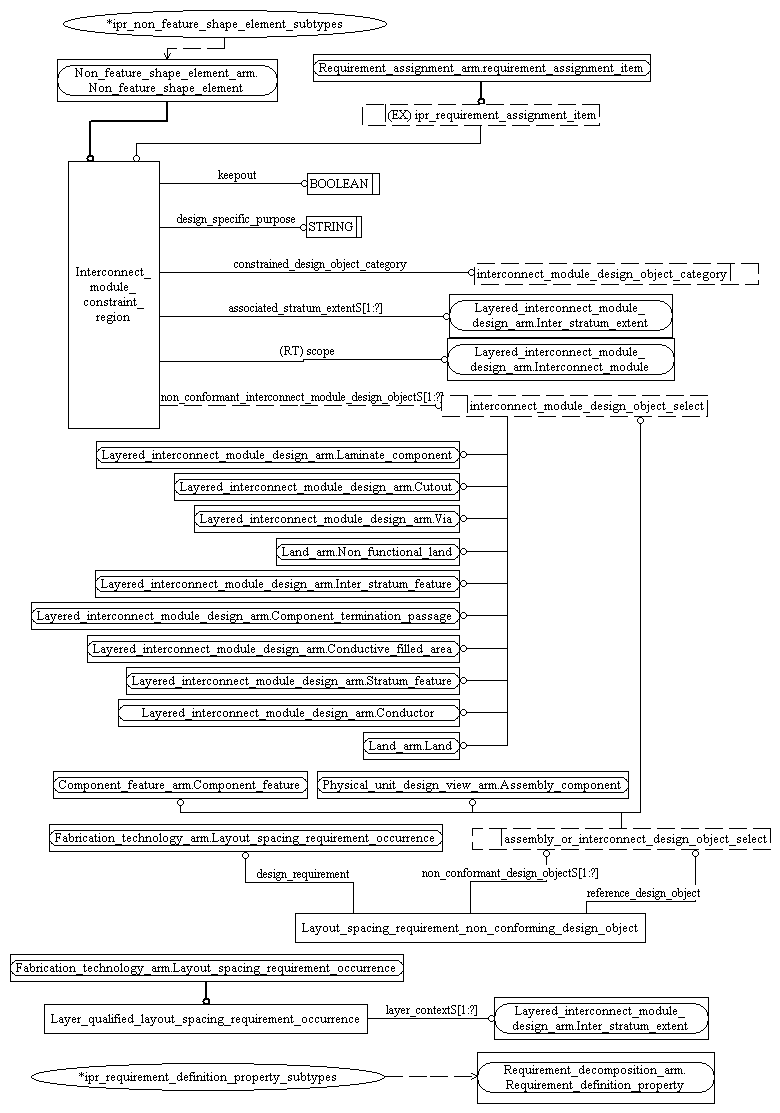 *ipr_non_feature_shape_element_subtypes
Non_feature_shape_element_arm.
Non_feature_shape_element
Requirement_assignment_arm.requirement_assignment_item
(EX) ipr_requirement_assignment_item
Interconnect_
module_
constraint_
region
keepout
BOOLEAN
design_specific_purpose
STRING
constrained_design_object_category
interconnect_module_design_object_category
associated_stratum_extentS[1:?]
Layered_interconnect_module_
design_arm.Inter_stratum_extent
(RT) scope
Layered_interconnect_module_
design_arm.Interconnect_module
non_conformant_interconnect_module_design_objectS[1:?]
interconnect_module_design_object_select
Layered_interconnect_module_design_arm.Laminate_component
Layered_interconnect_module_design_arm.Cutout
Layered_interconnect_module_design_arm.Via
Land_arm.Non_functional_land
Layered_interconnect_module_design_arm.Inter_stratum_feature
Layered_interconnect_module_design_arm.Component_termination_passage
Layered_interconnect_module_design_arm.Conductive_filled_area
Layered_interconnect_module_design_arm.Stratum_feature
Layered_interconnect_module_design_arm.Conductor
Land_arm.Land
Component_feature_arm.Component_feature
Physical_unit_design_view_arm.Assembly_component
Fabrication_technology_arm.Layout_spacing_requirement_occurrence
assembly_or_interconnect_design_object_select
design_requirement
non_conformant_design_objectS[1:?]
reference_design_object
Layout_spacing_requirement_non_conforming_design_object
Fabrication_technology_arm.Layout_spacing_requirement_occurrence
Layer_qualified_layout_spacing_requirement_occurrence
layer_contextS[1:?]
Layered_interconnect_module_
design_arm.Inter_stratum_extent
*ipr_requirement_definition_property_subtypes
Requirement_decomposition_arm.
Requirement_definition_property